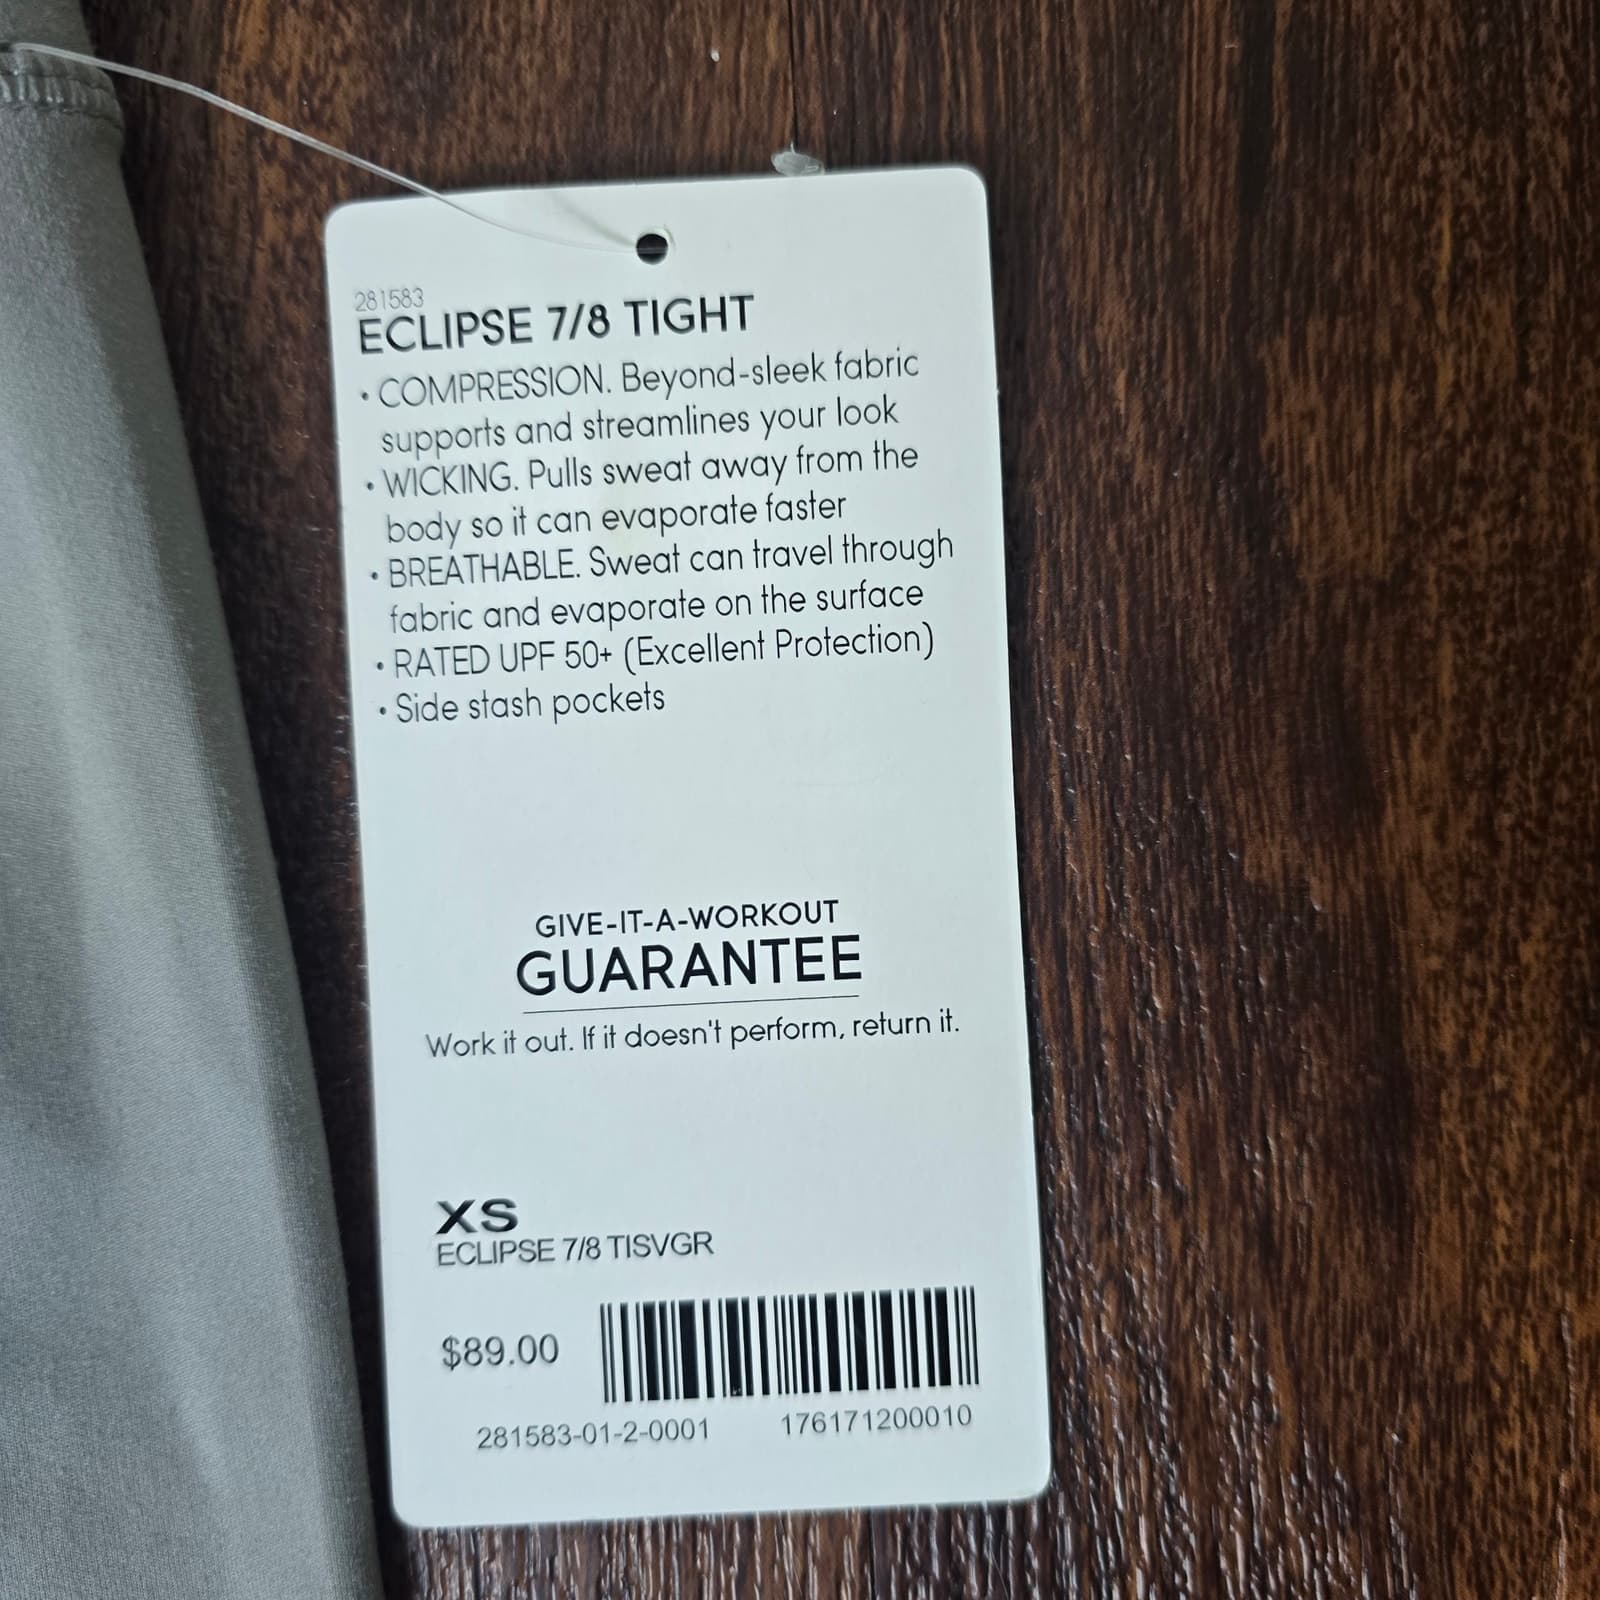 281583
ECLIPSE 7/8 TIGHT
• COMPRESSION. Beyond-sleek fabric
supports and streamlines your look
• WICKING. Pulls sweat away from the
body so it can evaporate faster
• BREATHABLE. Sweat can travel through
fabric and evaporate on the surface
• RATED UPF 50+ (Excellent Protection)
• Side stash pockets
GIVE-IT-A-WORKOUT
GUARANTEE
Work it out. If it doesn't perform, return it.
XS
ECLIPSE 7/8 TISVGR
$89.00
281583-01-2-0001 176171200010